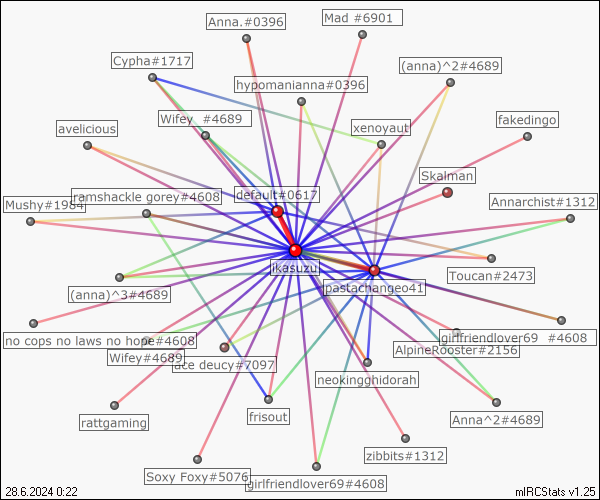 Anna.#0396
Mad #6901
Cypha#1717
(anna)^2#4689
hypomanianna#0396
Wifey #4689
xenoyaut
fakedingo
avelicious
Skalman
default#0617
ramshackle gorey#4608
Mushy#1984
Annarchist#1312
ikasuzu
Toucan#2473
pastachangeo41
(anna)^3#4689
no cops no laws no hope#4608
girlfriendlover69 #4608
AlpineRooster#2156
Wifey#4689
ace deucy#7097
neokingghidorah
rattgaming
frisout
Anna^2#4689
zibbits#1312
Soxy Foxy#5076
girlfriendlover69#4608
28.6.2024 0:22
mIRCStats v1.25